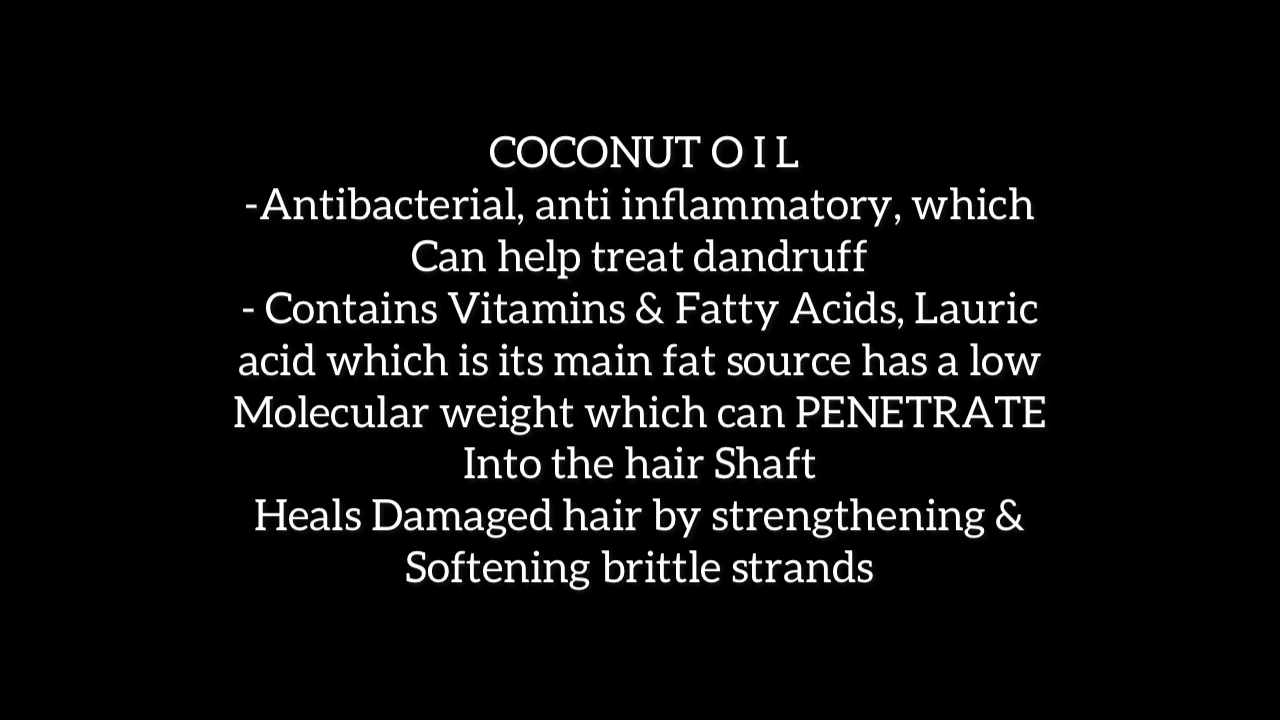 COCONUT O I L
-Antibacterial, anti inflammatory, which
Can help treat dandruff
- Contains Vitamins & Fatty Acids, Lauric
acid which is its main fat source has a low
Molecular weight which can PENETRATE
Into the hair Shaft
Heals Damaged hair by strengthening &
Softening brittle strands